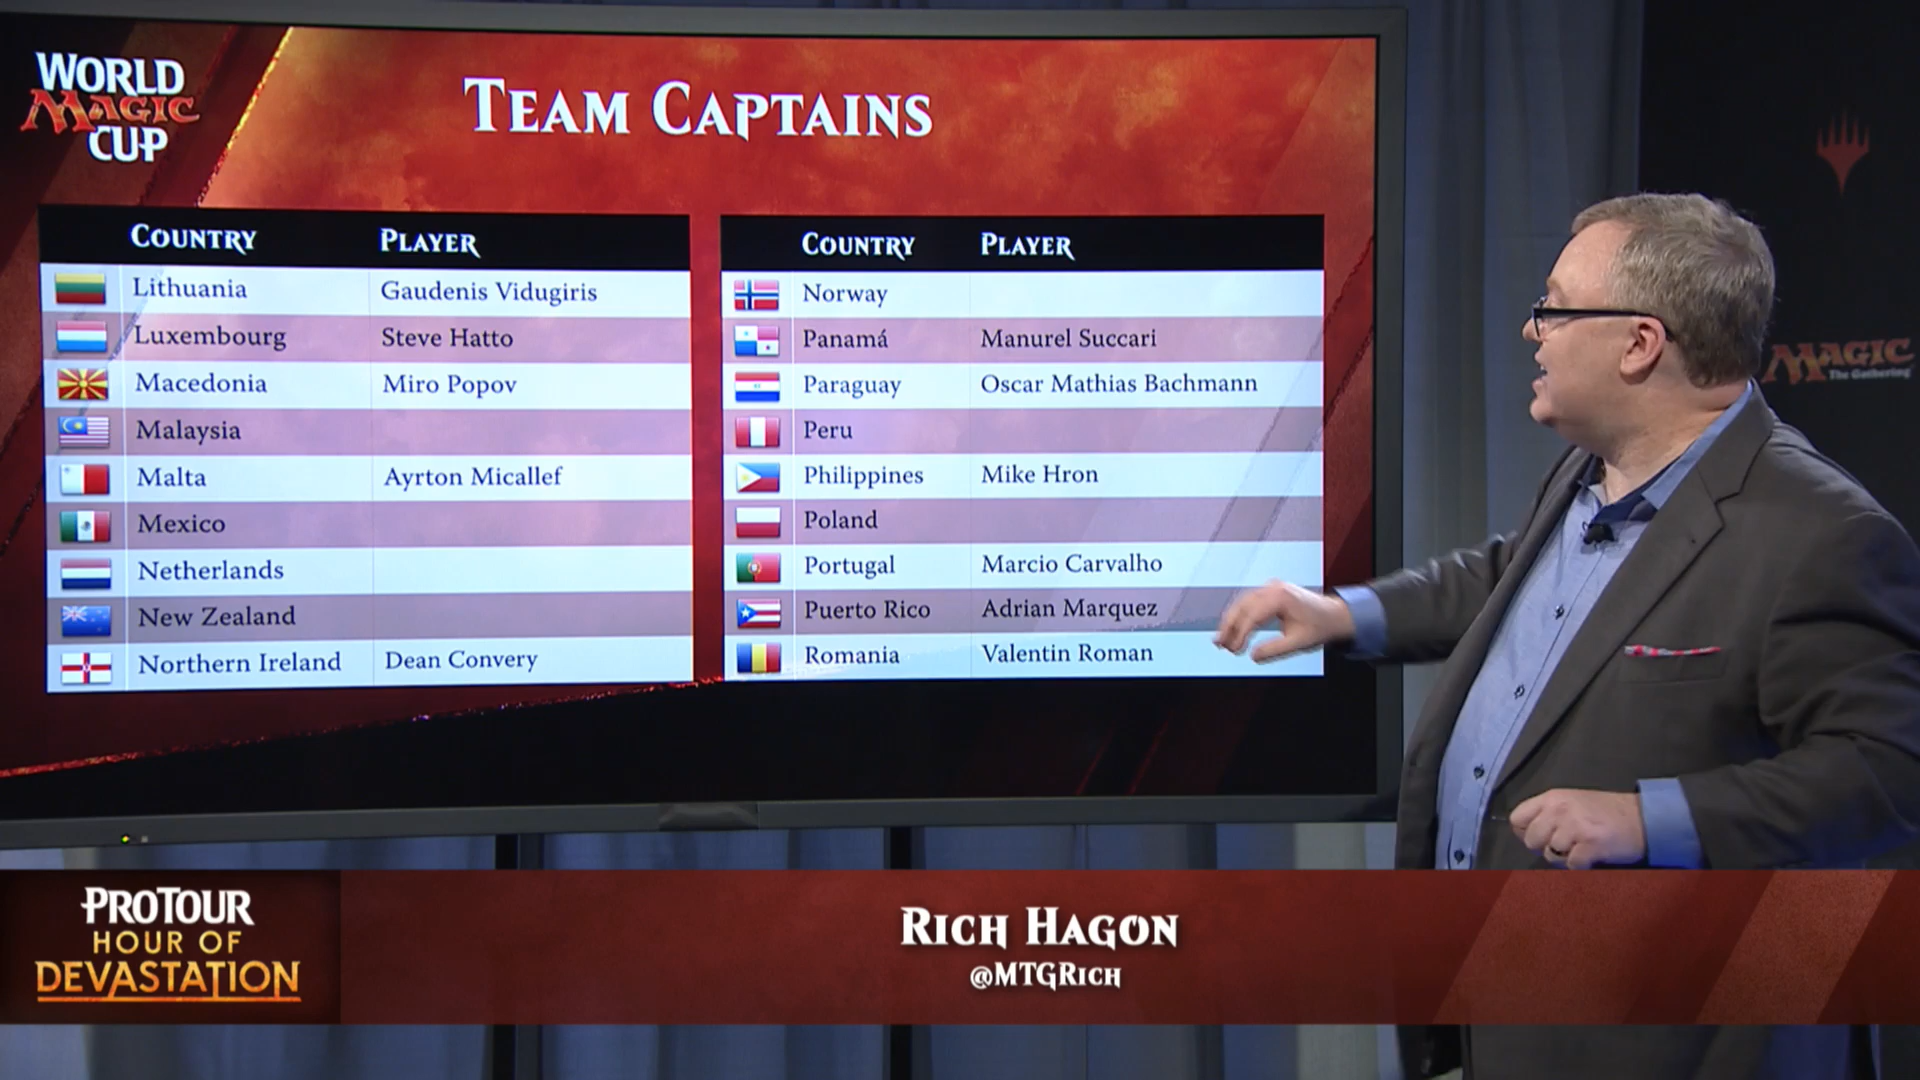 WORLD
MAGIC
CUP
TEAM CAPTAINS
COUNTRY PLAYER
Lithuania Gaudenis Vidugiris
Luxembourg Steve Hatto
Macedonia Miro Popov
Malaysia
Malta Ayrton Micallef
Mexico
Netherlands
New Zealand
Northern Ireland Dean Convery
COUNTRY PLAYER
Norway
Panamá Manurel Succari
Paraguay Oscar Mathias Bachmann
Peru
Philippines Mike Hron
Poland
Portugal Marcio Carvalho
Puerto Rico Adrian Marquez
Romania Valentin Roman
MAGIC
The Gathering
PROTOUR
HOUR OF
DEVASTATION
RICH HAGON
@MTGRICH